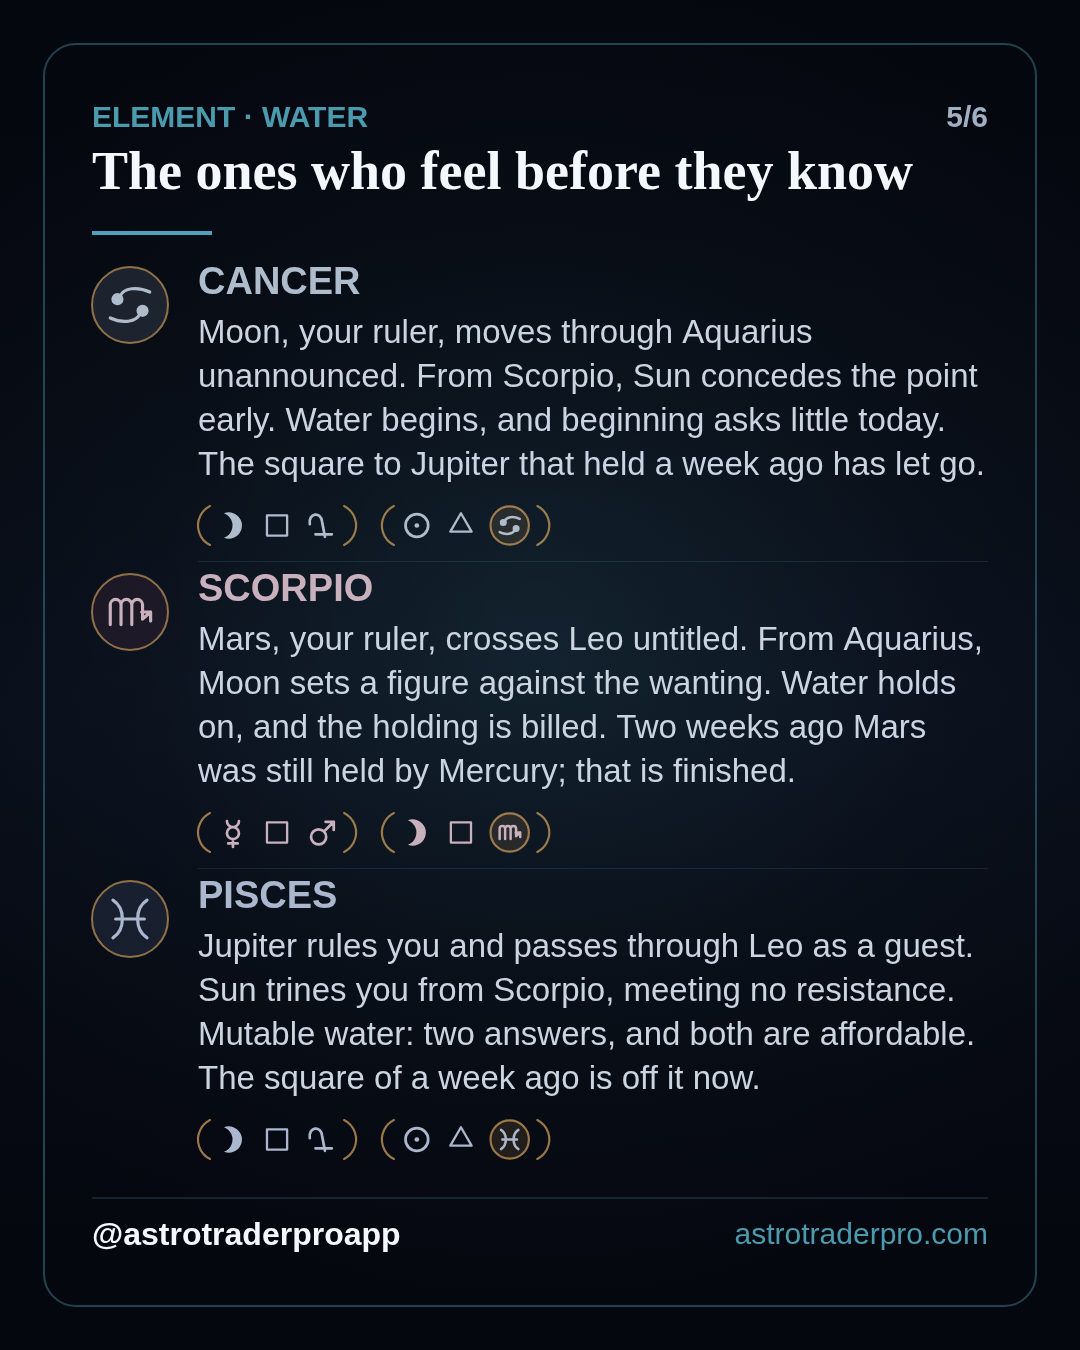 ELEMENT · WATER
5/6
The ones who feel before they know
CANCER
Moon, your ruler, moves through Aquarius
unannounced. From Scorpio, Sun concedes the point
early. Water begins, and beginning asks little today.
The square to Jupiter that held a week ago has let go.
SCORPIO
Mars, your ruler, crosses Leo untitled. From Aquarius,
Moon sets a figure against the wanting. Water holds
on, and the holding is billed. Two weeks ago Mars
was still held by Mercury; that is finished.
PISCES
Jupiter rules you and passes through Leo as a guest.
Sun trines you from Scorpio, meeting no resistance.
Mutable water: two answers, and both are affordable.
The square of a week ago is off it now.
@astrotraderproapp
astrotraderpro.com